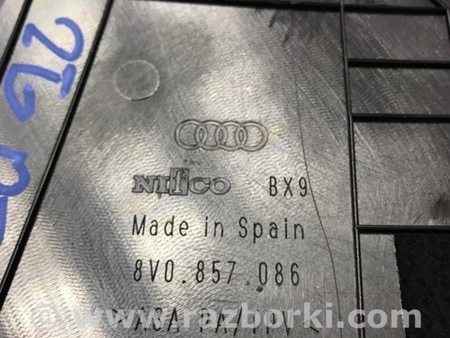 NIFCO BX9
Made in Spain
8V0.857.086
www.razborki.com